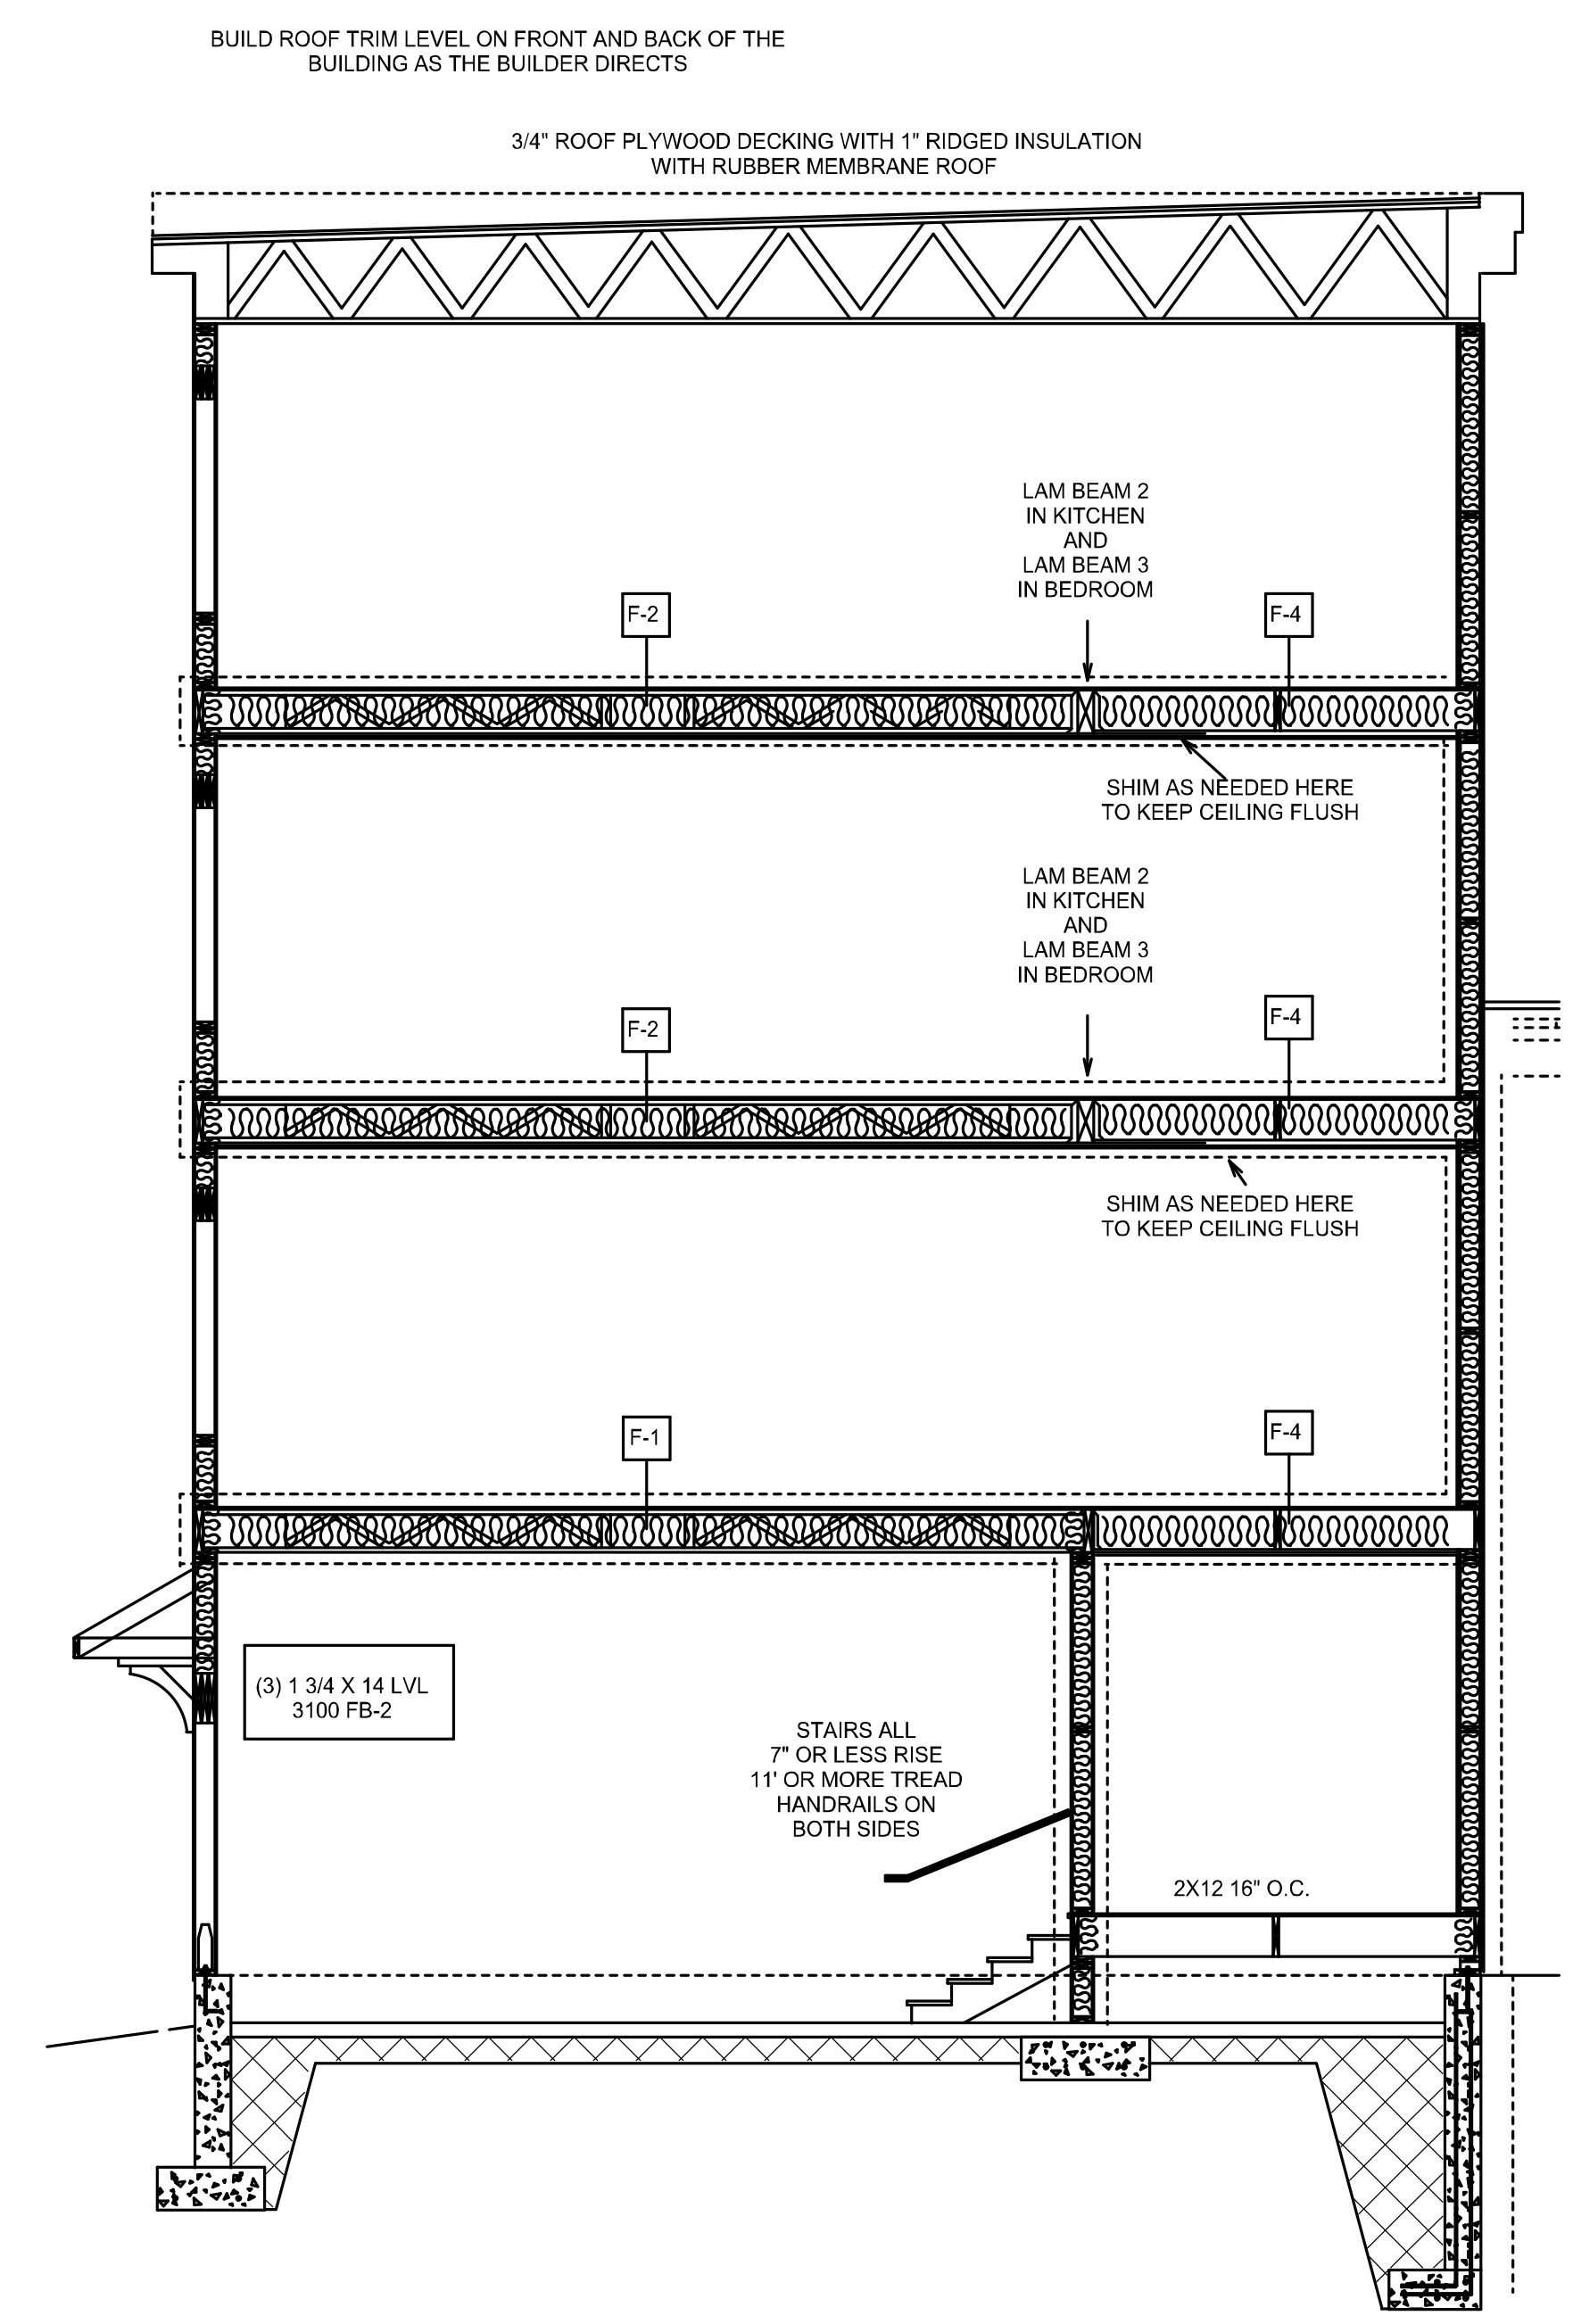 BUILD ROOF TRIM LEVEL ON FRONT AND BACK OF THE
BUILDING AS THE BUILDER DIRECTS
3/4" ROOF PLYWOOD DECKING WITH 1" RIDGED INSULATION
WITH RUBBER MEMBRANE ROOF
LAM BEAM 2
IN KITCHEN
AND
LAM BEAM 3
IN BEDROOM
F-2
F-4
SHIM AS NEEDED HERE
TO KEEP CEILING FLUSH
LAM BEAM 2
IN KITCHEN
AND
LAM BEAM 3
IN BEDROOM
F-2
F-4
SHIM AS NEEDED HERE
TO KEEP CEILING FLUSH
F-1
F-4
(3) 1 3/4 X 14 LVL
3100 FB-2
STAIRS ALL
7" OR LESS RISE
11' OR MORE TREAD
HANDRAILS ON
BOTH SIDES
2X12 16" O.C.